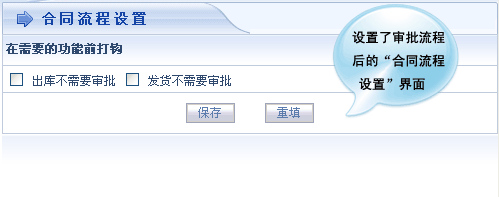 合同流程设置
在需要的功能前打钩
出库不需要审批 发货不需要审批
保存 重填
设置了审批流程
后的“合同流程
设置”界面